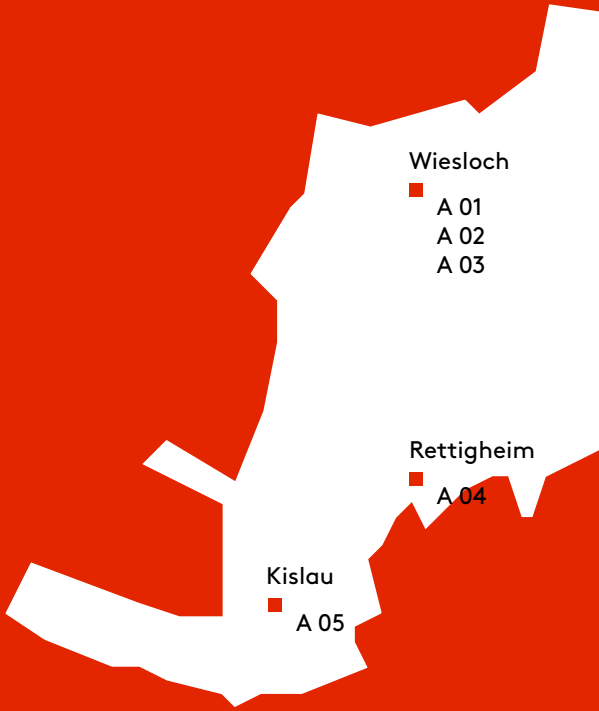 Wiesloch
A 01
A 02
A 03
Rettigheim
A 04
Kislau
A 05